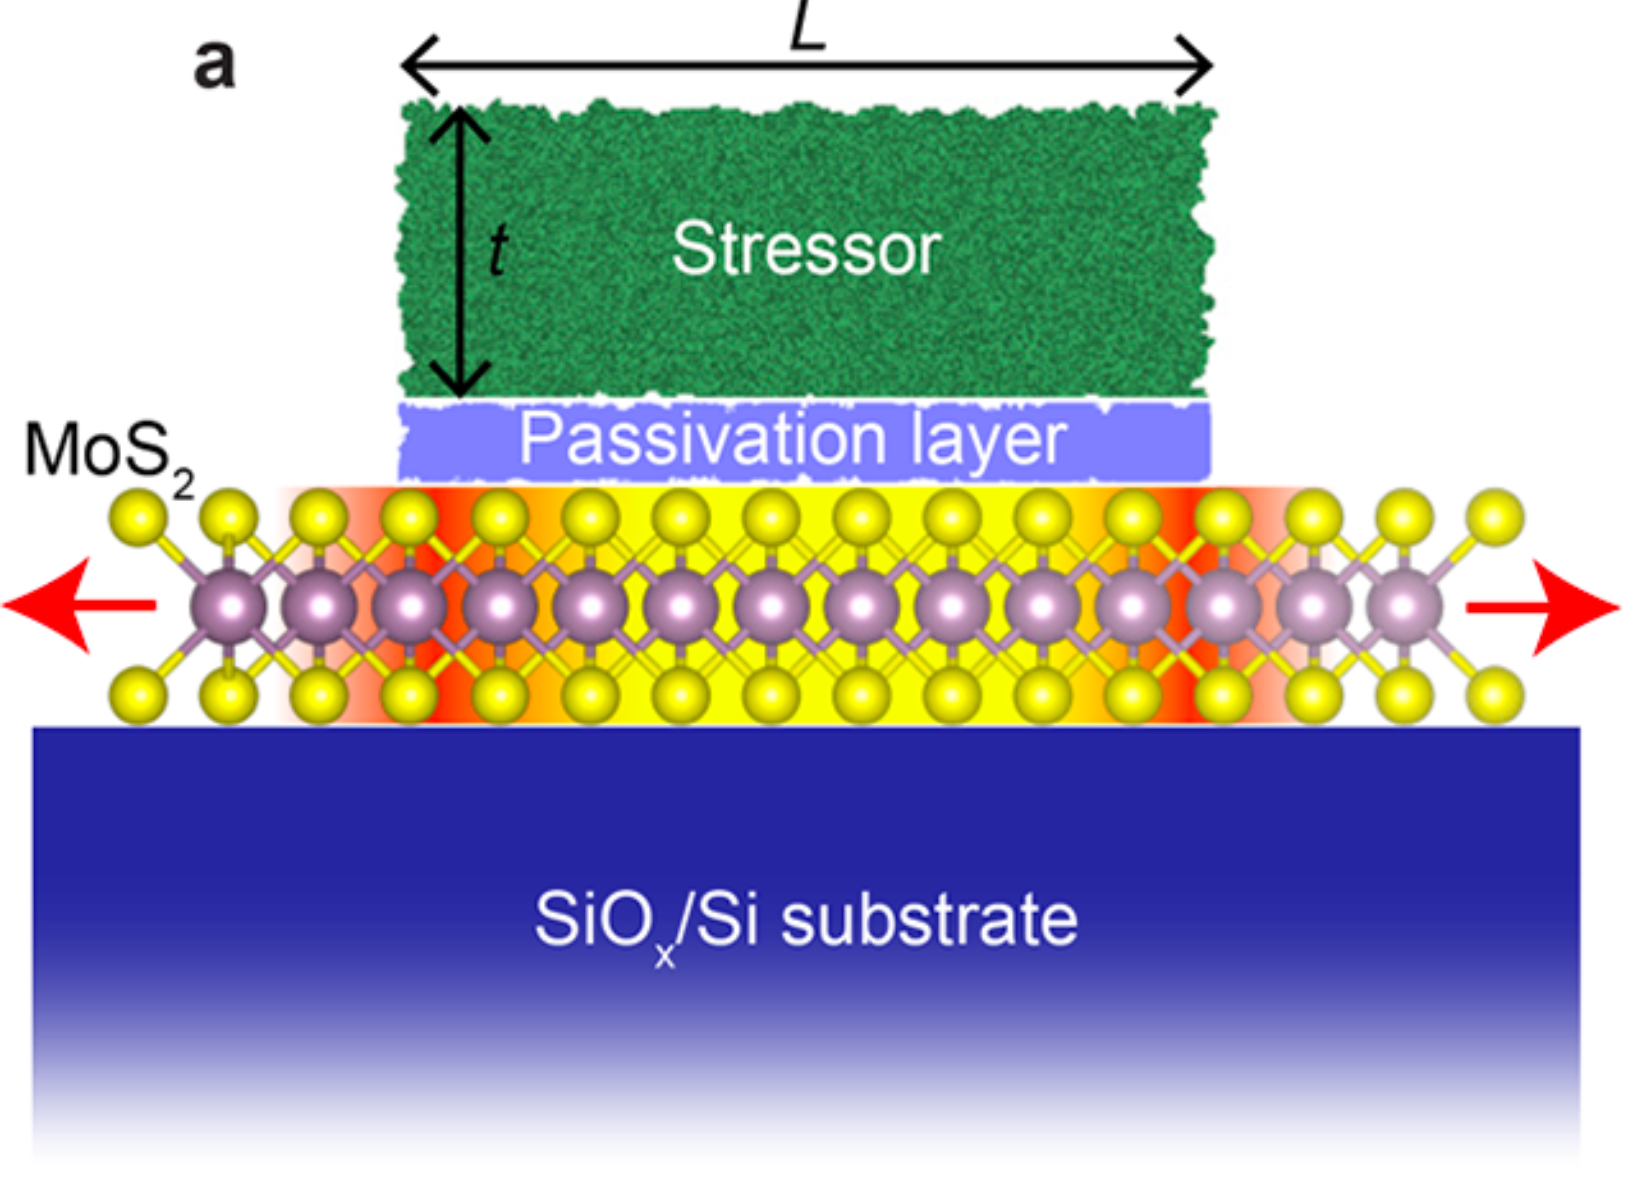 a
L
t
Stressor
Passivation layer
MoS₂
SiOₓ/Si substrate